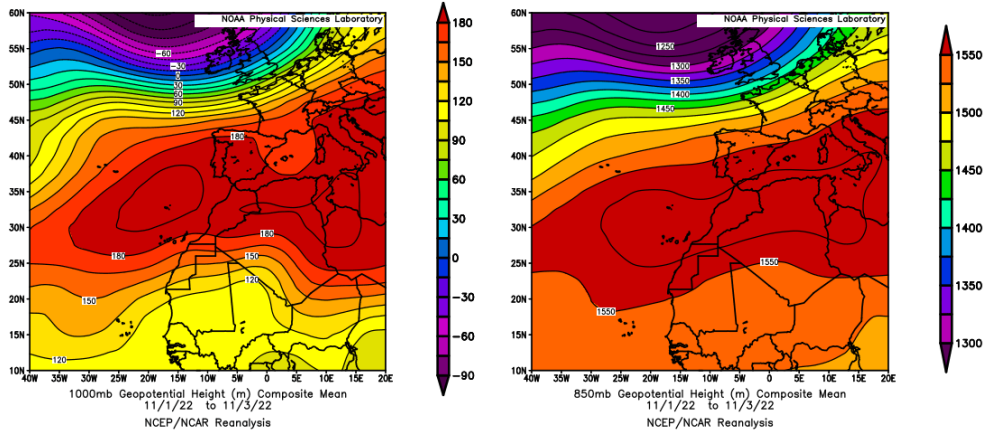 NOAA Physical Sciences Laboratory
60N
55N
50N
45N
40N
35N
30N
25N
20N
15N
10N
-60
-30
0
30
60
90
120
180
180
180
150
150
120
120
40W 35W 30W 25W 20W 15W 10W 5W 0 5E 10E 15E 20E
180
150
120
90
60
30
0
-30
-60
-90
1000mb Geopotential Height (m) Composite Mean
11/1/22 to 11/3/22
NCEP/NCAR Reanalysis
NOAA Physical Sciences Laboratory
60N
55N
50N
45N
40N
35N
30N
25N
20N
15N
10N
1250
1300
1350
1400
1450
1550
1550
40W 35W 30W 25W 20W 15W 10W 5W 0 5E 10E 15E 20E
1550
1500
1450
1400
1350
1300
850mb Geopotential Height (m) Composite Mean
11/1/22 to 11/3/22
NCEP/NCAR Reanalysis